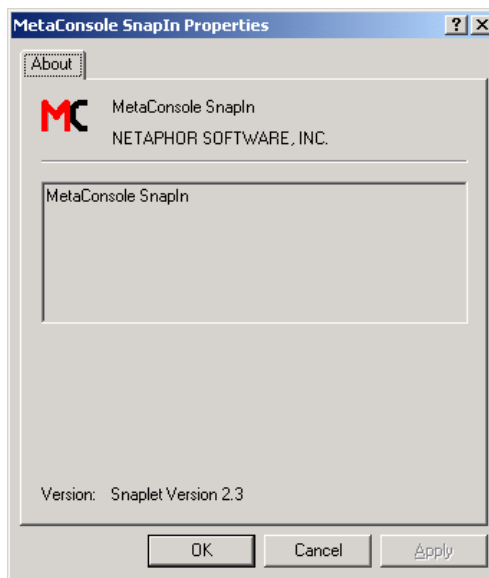 MetaConsole SnapIn Properties
About
MC
MetaConsole SnapIn
NETAPHOR SOFTWARE, INC.
MetaConsole SnapIn
Version: Snaplet Version 2.3
OK Cancel Apply